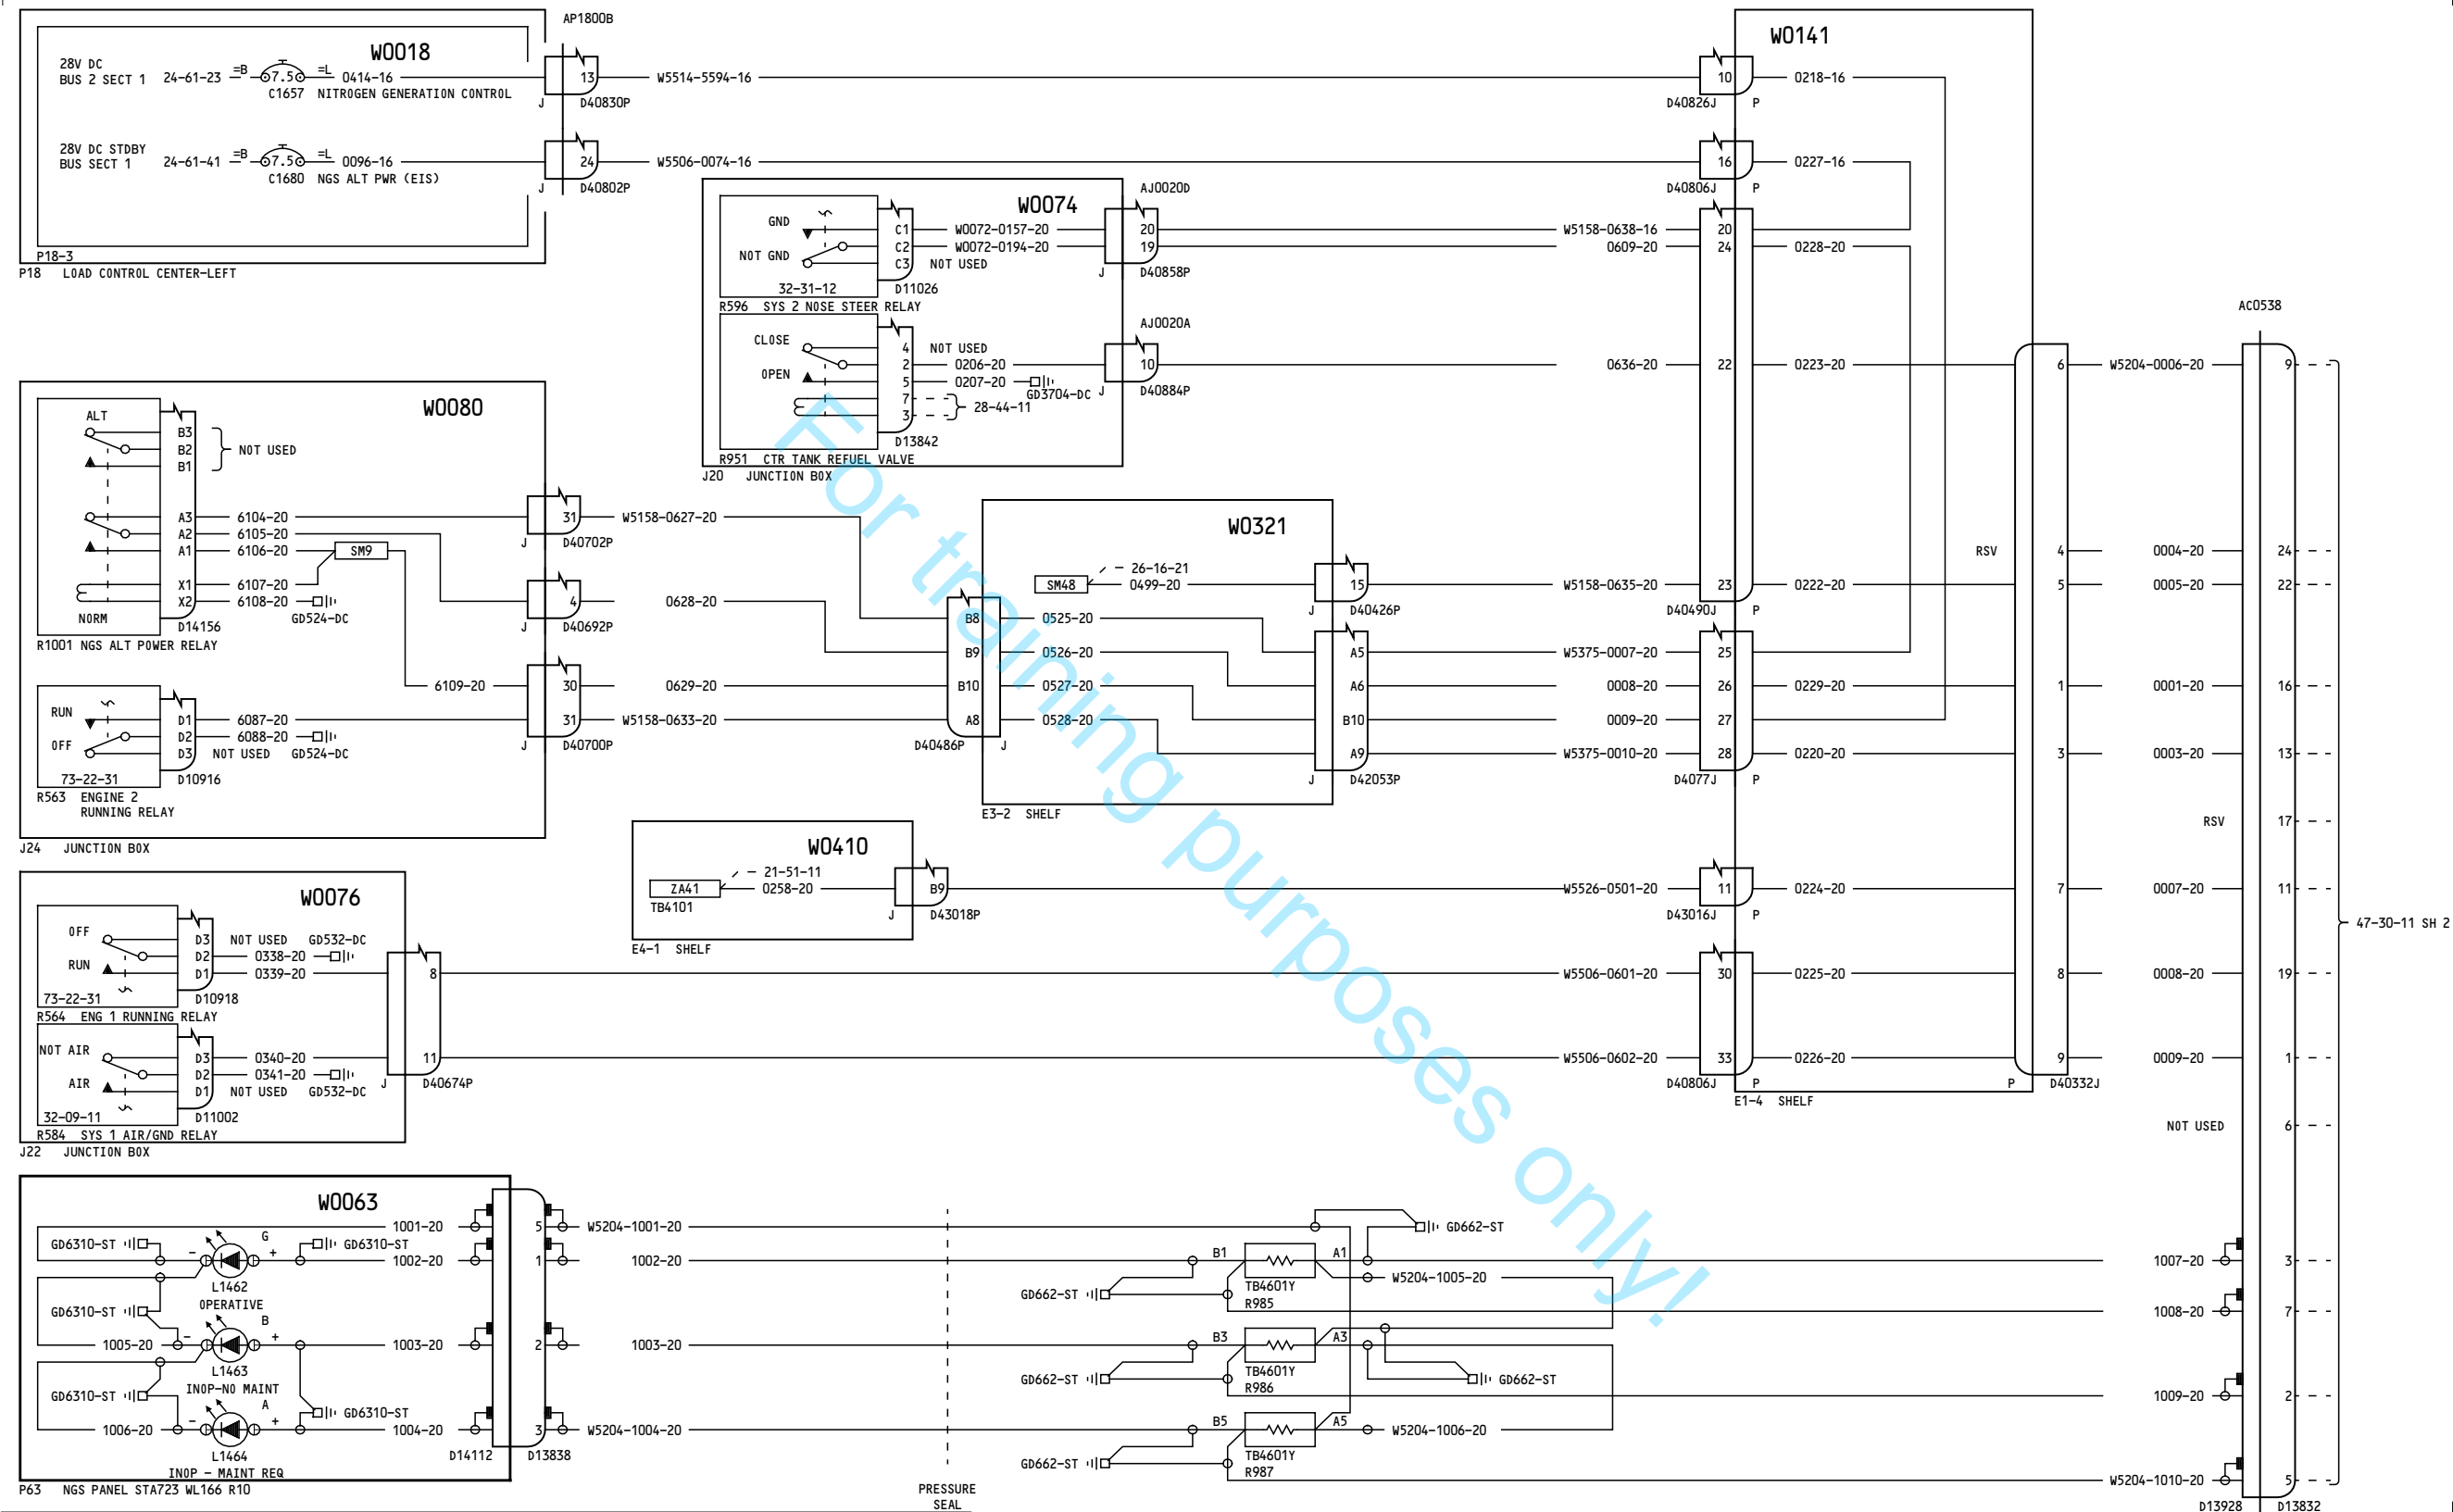 AP1800B
W0018
28V DC
BUS 2 SECT 1 24-61-23 =B 7.5 =L 0414-16
C1657 NITROGEN GENERATION CONTROL
13
J D40830P
W5514-5594-16
28V DC STDBY
BUS SECT 1 24-61-41 =B 7.5 =L 0096-16
C1680 NGS ALT PWR (EIS)
24
J D40802P
W5506-0074-16
P18-3
P18 LOAD CONTROL CENTER-LEFT
W0074
AJ0020D
GND
NOT GND
C1 W0072-0157-20 20
C2 W0072-0194-20 19
C3 NOT USED
J D40858P
32-31-12 D11026
R596 SYS 2 NOSE STEER RELAY
AJ0020A
CLOSE
OPEN
4 NOT USED
2 0206-20 10
5 0207-20
GD3704-DC
J D40884P
7
3
28-44-11
D13842
R951 CTR TANK REFUEL VALVE
J20 JUNCTION BOX
W0141
10 0218-16
D40826J P
16 0227-16
D40806J P
W5158-0638-16 20
0609-20 24 0228-20
0636-20 22 0223-20
W5158-0635-20 23 0222-20
D40490J P
W5375-0007-20 25
0008-20 26 0229-20
0009-20 27
W5375-0010-20 28 0220-20
D4077J P
W5526-0501-20 11 0224-20
D43016J P
W5506-0601-20 30 0225-20
W5506-0602-20 33 0226-20
D40806J P
E1-4 SHELF
RSV
6
4
5
1
3
7
8
9
P D40332J
AC0538
W5204-0006-20 9
0004-20 24
0005-20 22
0001-20 16
0003-20 13
RSV 17
0007-20 11
0008-20 19
0009-20 1
NOT USED 6
1007-20 3
1008-20 7
1009-20 2
W5204-1010-20 5
D13928 D13832
47-30-11 SH 2
W0080
ALT
B3
B2
B1
NOT USED
A3 6104-20
A2 6105-20
A1 6106-20 SM9
X1 6107-20
X2 6108-20
GD524-DC
NORM
D14156
R1001 NGS ALT POWER RELAY
31 W5158-0627-20
J D40702P
4 0628-20
J D40692P
6109-20 30 0629-20
31 W5158-0633-20
J D40700P
RUN
OFF
D1 6087-20
D2 6088-20
D3 NOT USED GD524-DC
73-22-31 D10916
R563 ENGINE 2
RUNNING RELAY
J24 JUNCTION BOX
W0321
26-16-21
SM48 0499-20 15
J D40426P
B8 0525-20 A5
B9 0526-20 A6
B10 0527-20 B10
A8 0528-20 A9
D40486P J
J D42053P
E3-2 SHELF
W0410
21-51-11
ZA41 0258-20 B9
TB4101
J D43018P
E4-1 SHELF
W0076
OFF
RUN
D3 NOT USED GD532-DC
D2 0338-20
D1 0339-20 8
73-22-31 D10918
R564 ENG 1 RUNNING RELAY
NOT AIR
AIR
D3 0340-20 11
D2 0341-20
D1 NOT USED GD532-DC
J D40674P
32-09-11 D11002
R584 SYS 1 AIR/GND RELAY
J22 JUNCTION BOX
W0063
1001-20 5 W5204-1001-20
GD6310-ST - G + GD6310-ST
1002-20 1 1002-20
L1462
OPERATIVE
GD6310-ST
B
1005-20 - + 1003-20 2 1003-20
L1463
INOP-NO MAINT
GD6310-ST
A
GD6310-ST
1006-20 - + 1004-20 3 W5204-1004-20
L1464
INOP - MAINT REQ
D14112 D13838
P63 NGS PANEL STA723 WL166 R10
PRESSURE
SEAL
GD662-ST
B1 A1
W5204-1005-20
GD662-ST
TB4601Y
R985
B3 A3
GD662-ST
TB4601Y
R986
GD662-ST
B5 A5
W5204-1006-20
GD662-ST
TB4601Y
R987
For training purposes only!